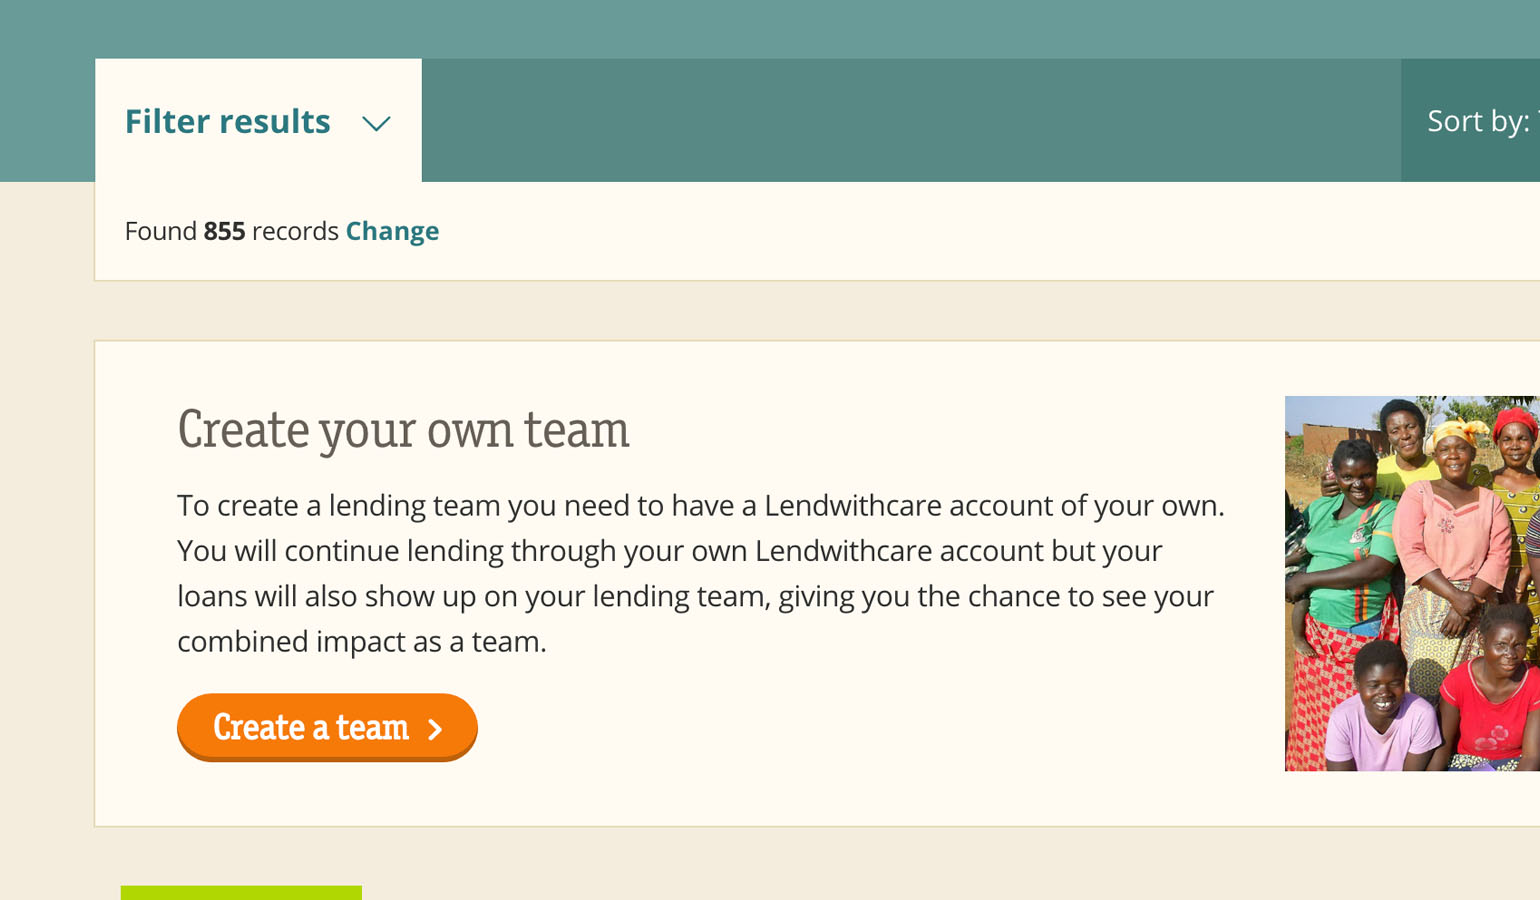 Filter results
Sort by:
Found 855 records Change
Create your own team
To create a lending team you need to have a Lendwithcare account of your own.
You will continue lending through your own Lendwithcare account but your
loans will also show up on your lending team, giving you the chance to see your
combined impact as a team.
Create a team